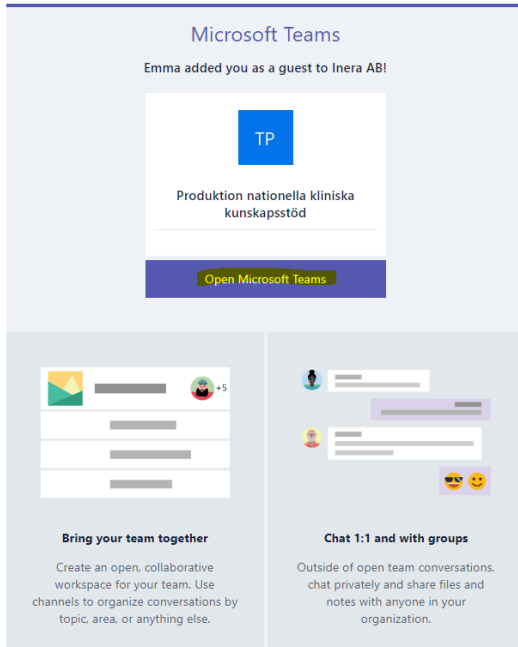 Microsoft Teams
Emma added you as a guest to Inera AB!
TP
Produktion nationella kliniska
kunskapsstöd
Open Microsoft Teams
+5
Bring your team together
Create an open, collaborative
workspace for your team. Use
channels to organize conversations by
topic, area, or anything else.
Chat 1:1 and with groups
Outside of open team conversations,
chat privately and share files and
notes with anyone in your
organization.